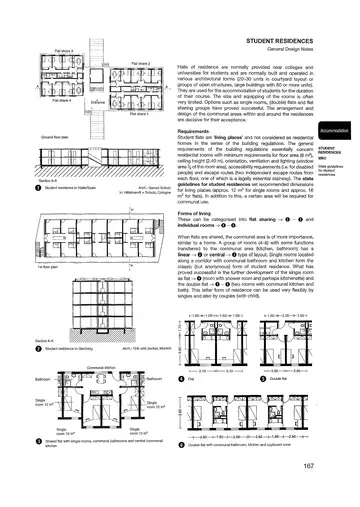 STUDENT RESIDENCES
General Design Notes
Halls of residence are normally provided near colleges and
universities for students and are normally built and operated in
various architectural forms (20–30 units in courtyard layout or
groups of open structures, large buildings with 60 or more units).
They are used for the accommodation of students for the duration
of their course. The size and equipping of the rooms is often
very limited. Options such as single rooms, (double) flats and flat
sharing groups have proved successful. The arrangement and
design of the communal areas within and around the residences
are decisive for their acceptance.
Requirements
Student flats are 'living places' and not considered as residential
homes in the sense of the building regulations. The general
requirements of the building regulations essentially concern
residential rooms with minimum requirements for floor area (8 m²),
ceiling height (2.40 m), orientation, ventilation and lighting (window
area ⅛ of the room area), accessibility requirements (i.e. for disabled
people) and escape routes (two independent escape routes from
each floor, one of which is a legally essential stairway). The
guidelines for student residences set recommended dimensions
for living places (approx. 12 m² for single rooms and approx. 16
m² for flats). In addition to this, a certain area will be required for
communal use.
Forms of living
These can be categorised into flat sharing → ❶ – ❸ and
individual rooms →
When flats are shared, the communal area is of more importance,
similar to a home. A group of rooms (4–8) with some functions
transferred to the communal area (kitchen, bathroom) has a
linear → ❷ or central → ❸ type of layout. Single rooms located
along a corridor with communal bathroom and kitchen form the
classic (but anonymous) form of student residence. What has
proved successful is the further development of the single room
as flat → ❹ (room with shower room and perhaps kitchenette) and
the double flat → ❺ – ❻ (two rooms with communal kitchen and
bath). This latter form of residence can be used very flexibly by
singles and also by couples (with child).
Accommodation
STUDENT
RESIDENCES
Flat share 3
Flat share 2
Flat share 4
Entrance
Flat share 1
Ground floor plan
Section A-A
❶ Student residence in Halle/Saale
Arch.: Gernot Schulz
1st floor plan
Section A-A
❷ Student residence in Garching
Arch.: Fink und Jocher, Munich
Communal kitchen
Bathroom
Bathroom
Single
room 12 m²
Single
room 12 m²
Single
room 12 m²
Single
room 12 m²
❸ Shared flat with single rooms, communal bathrooms and central communal
kitchen
❹ Flat
❺ Double flat
❻ Double flat with communal bathroom, kitchen and cupboard zone
167